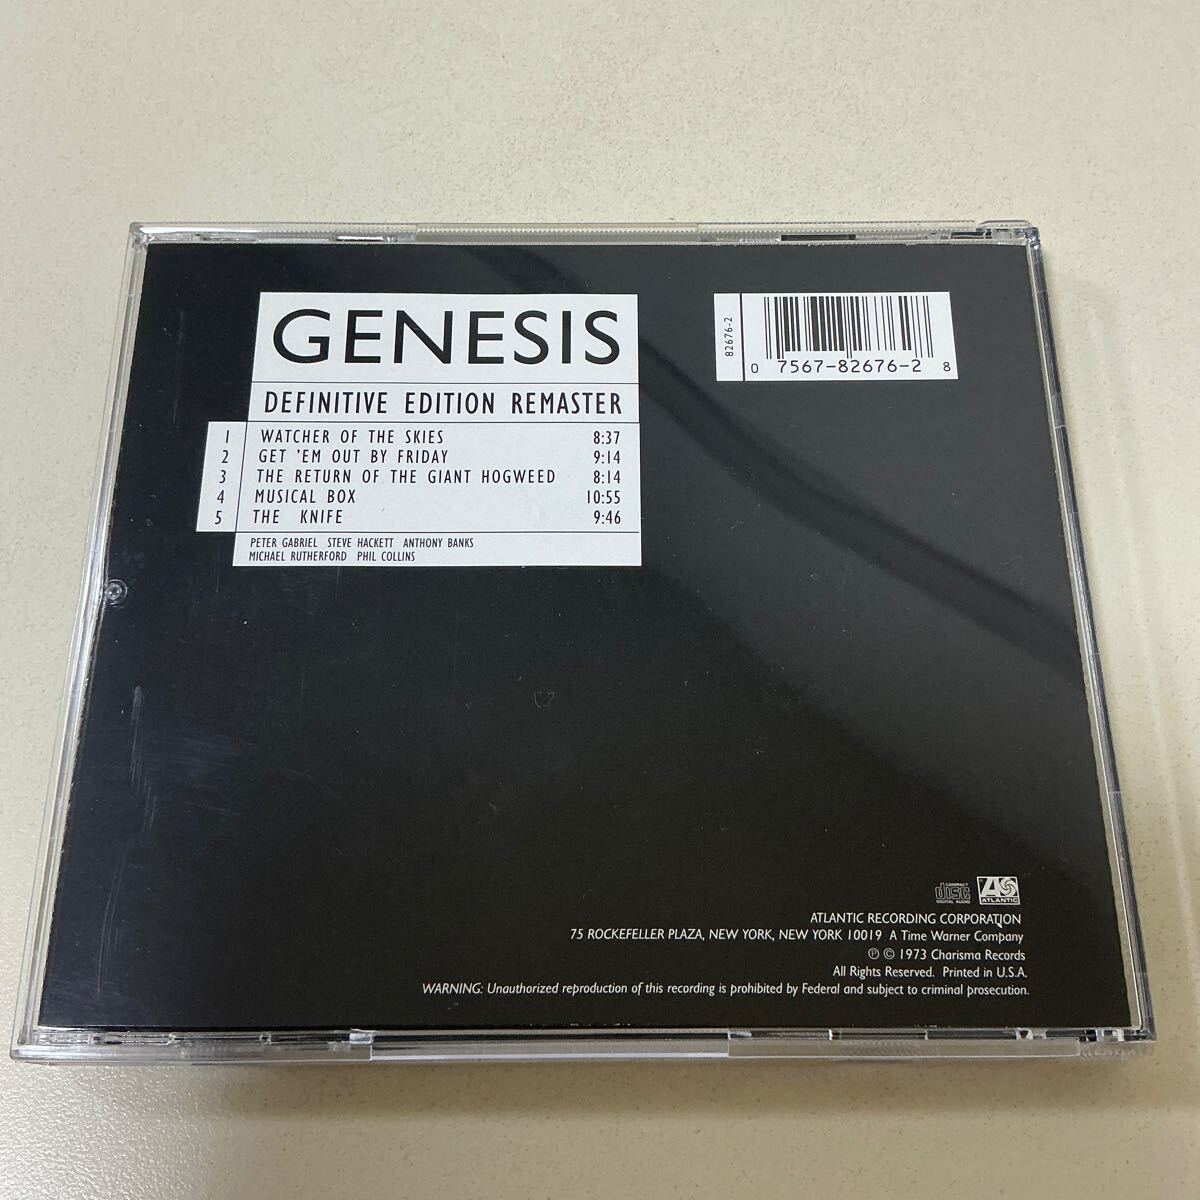 GENESIS
DEFINITIVE EDITION REMASTER
1 WATCHER OF THE SKIES 8:37
2 GET 'EM OUT BY FRIDAY 9:14
3 THE RETURN OF THE GIANT HOGWEED 8:14
4 MUSICAL BOX 10:55
5 THE KNIFE 9:46
PETER GABRIEL STEVE HACKETT ANTHONY BANKS
MICHAEL RUTHERFORD PHIL COLLINS
82676-2
0 7567-82676-2 8
COMPACT
disc
DIGITAL AUDIO
ATLANTIC
ATLANTIC RECORDING CORPORATION
75 ROCKEFELLER PLAZA, NEW YORK, NEW YORK 10019 A Time Warner Company
℗ © 1973 Charisma Records
All Rights Reserved. Printed in U.S.A.
WARNING: Unauthorized reproduction of this recording is prohibited by Federal and subject to criminal prosecution.